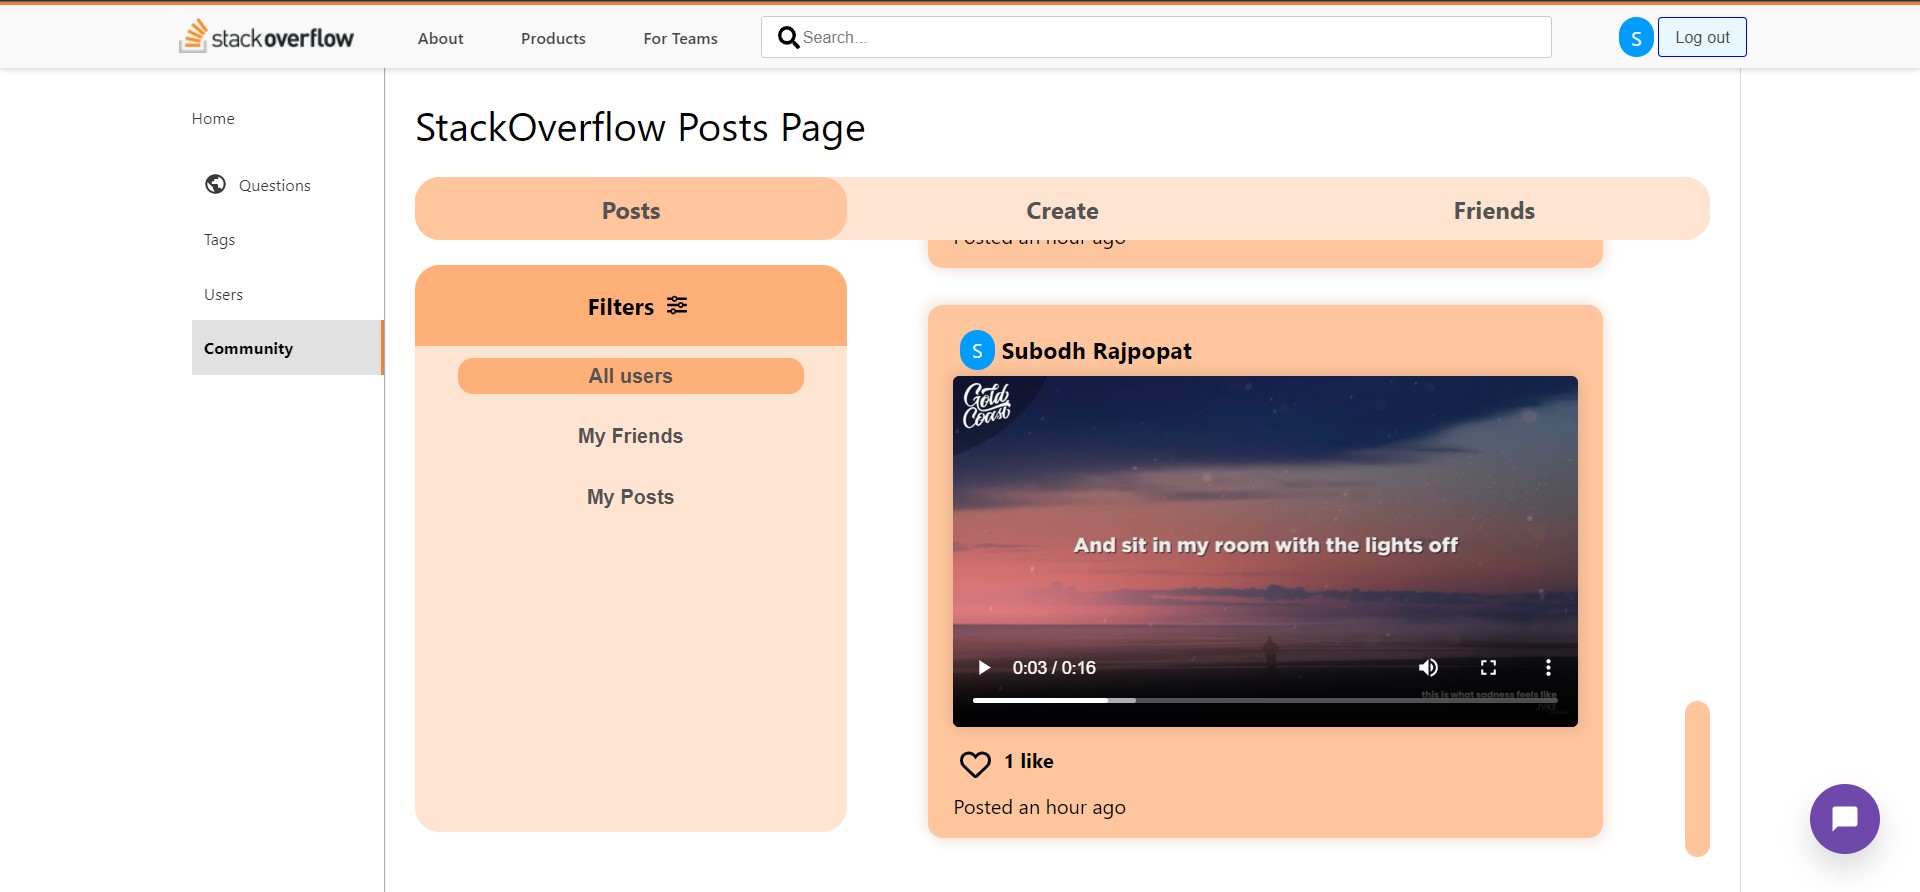 stackoverflow
About
Products
For Teams
Search...
S
Log out
Home
Questions
Tags
Users
Community
StackOverflow Posts Page
Posts
Create
Friends
Posted an hour ago
Filters
All users
My Friends
My Posts
S
Subodh Rajpopat
Gold
Coast
And sit in my room with the lights off
0:03 / 0:16
this is what sadness feels like
JVKE
1 like
Posted an hour ago